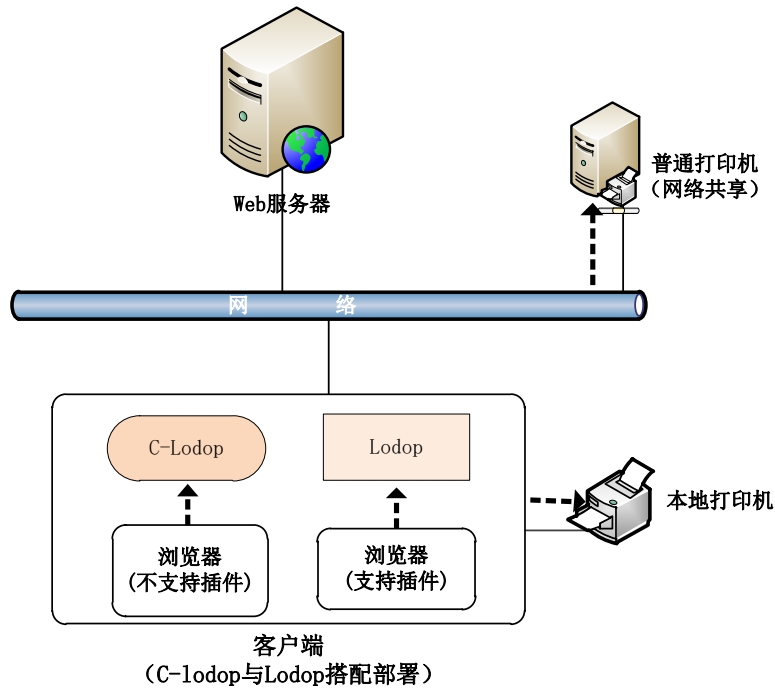 Web服务器
普通打印机
（网络共享）
网 络
C-Lodop
Lodop
浏览器
(不支持插件)
浏览器
(支持插件)
本地打印机
客户端
（C-lodop与Lodop搭配部署）